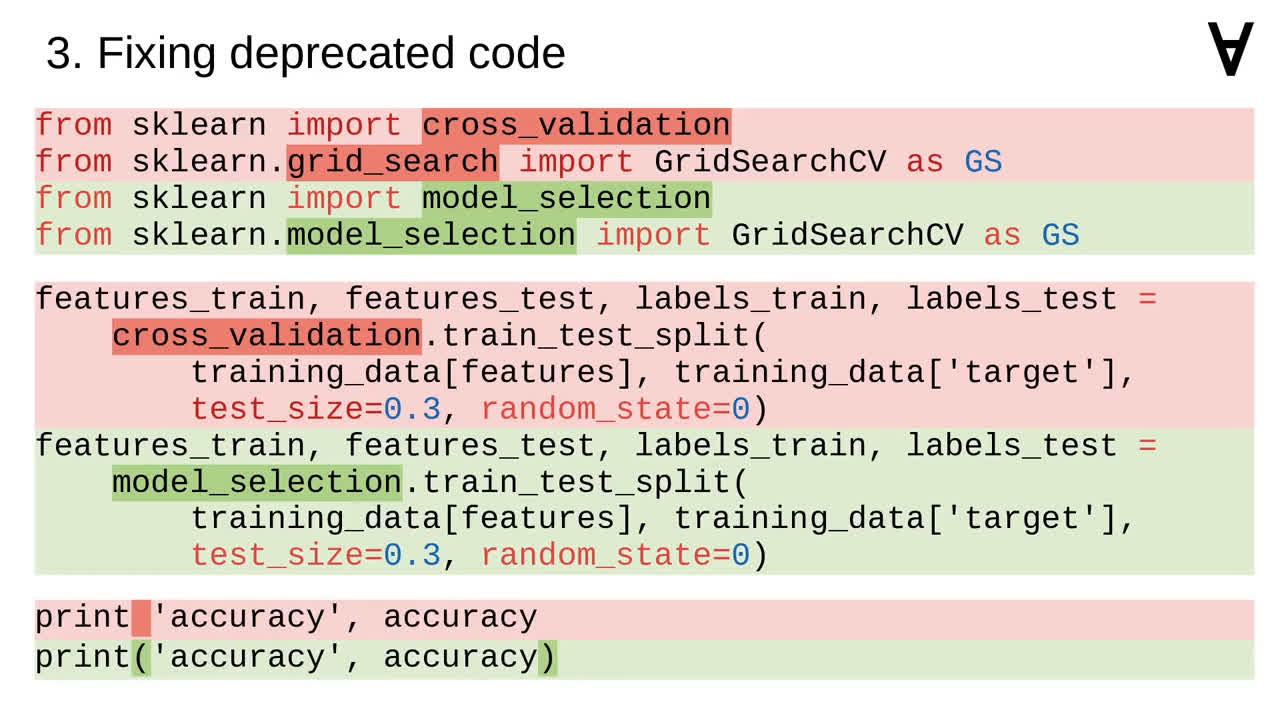 3. Fixing deprecated code
∀
from sklearn import cross_validation
from sklearn.grid_search import GridSearchCV as GS
from sklearn import model_selection
from sklearn.model_selection import GridSearchCV as GS
features_train, features_test, labels_train, labels_test =
    cross_validation.train_test_split(
        training_data[features], training_data['target'],
        test_size=0.3, random_state=0)
features_train, features_test, labels_train, labels_test =
    model_selection.train_test_split(
        training_data[features], training_data['target'],
        test_size=0.3, random_state=0)
print 'accuracy', accuracy
print('accuracy', accuracy)